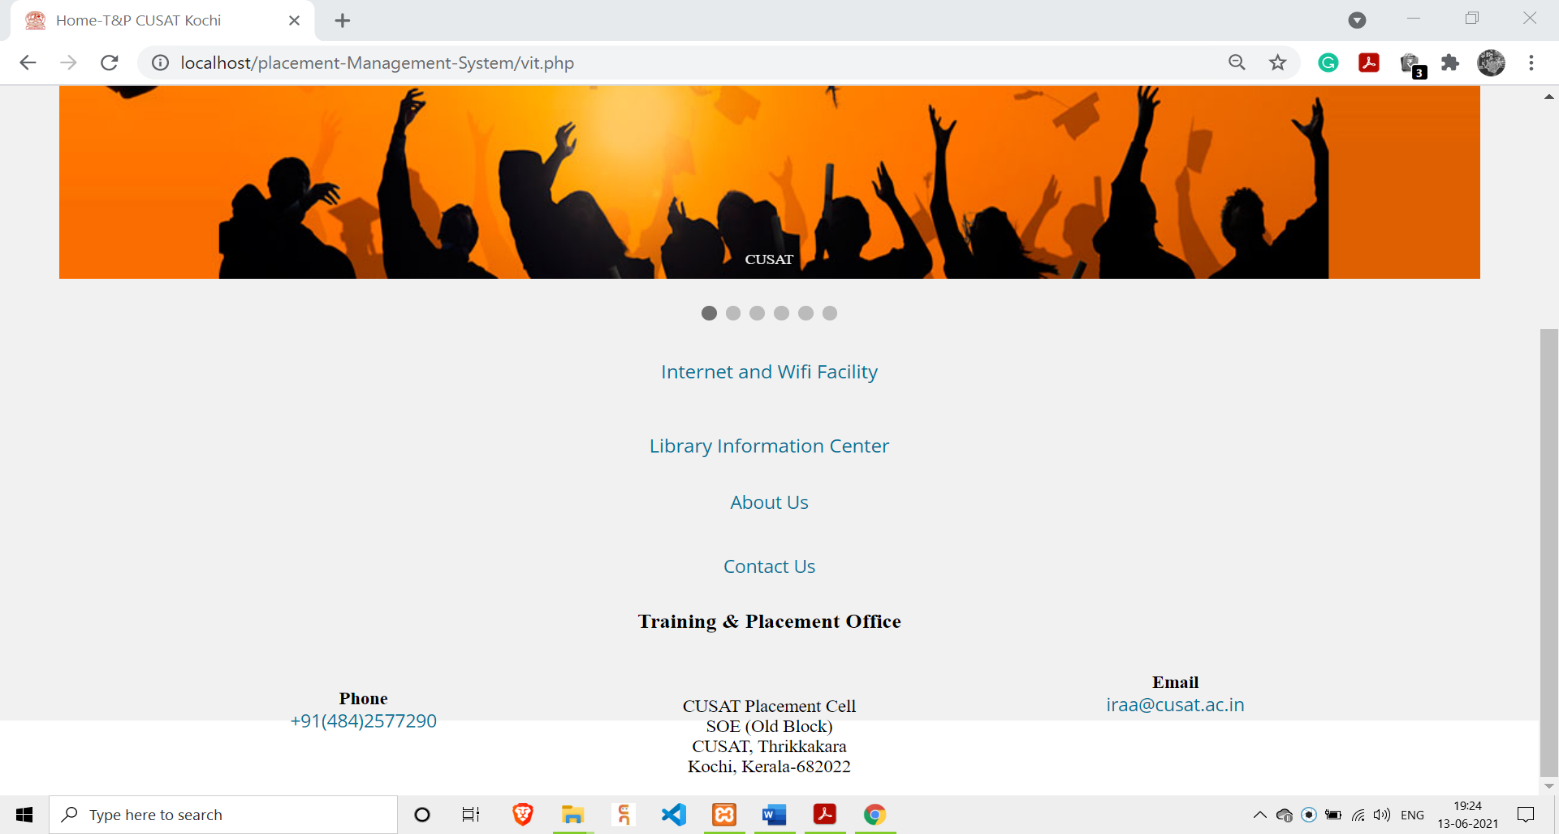 Home-T&P CUSAT Kochi
localhost/placement-Management-System/vit.php
3
CUSAT
Internet and Wifi Facility
Library Information Center
About Us
Contact Us
Training & Placement Office
Phone
+91(484)2577290
CUSAT Placement Cell
SOE (Old Block)
CUSAT, Thrikkakara
Kochi, Kerala-682022
Email
iraa@cusat.ac.in
Type here to search
ENG
19:24
13-06-2021